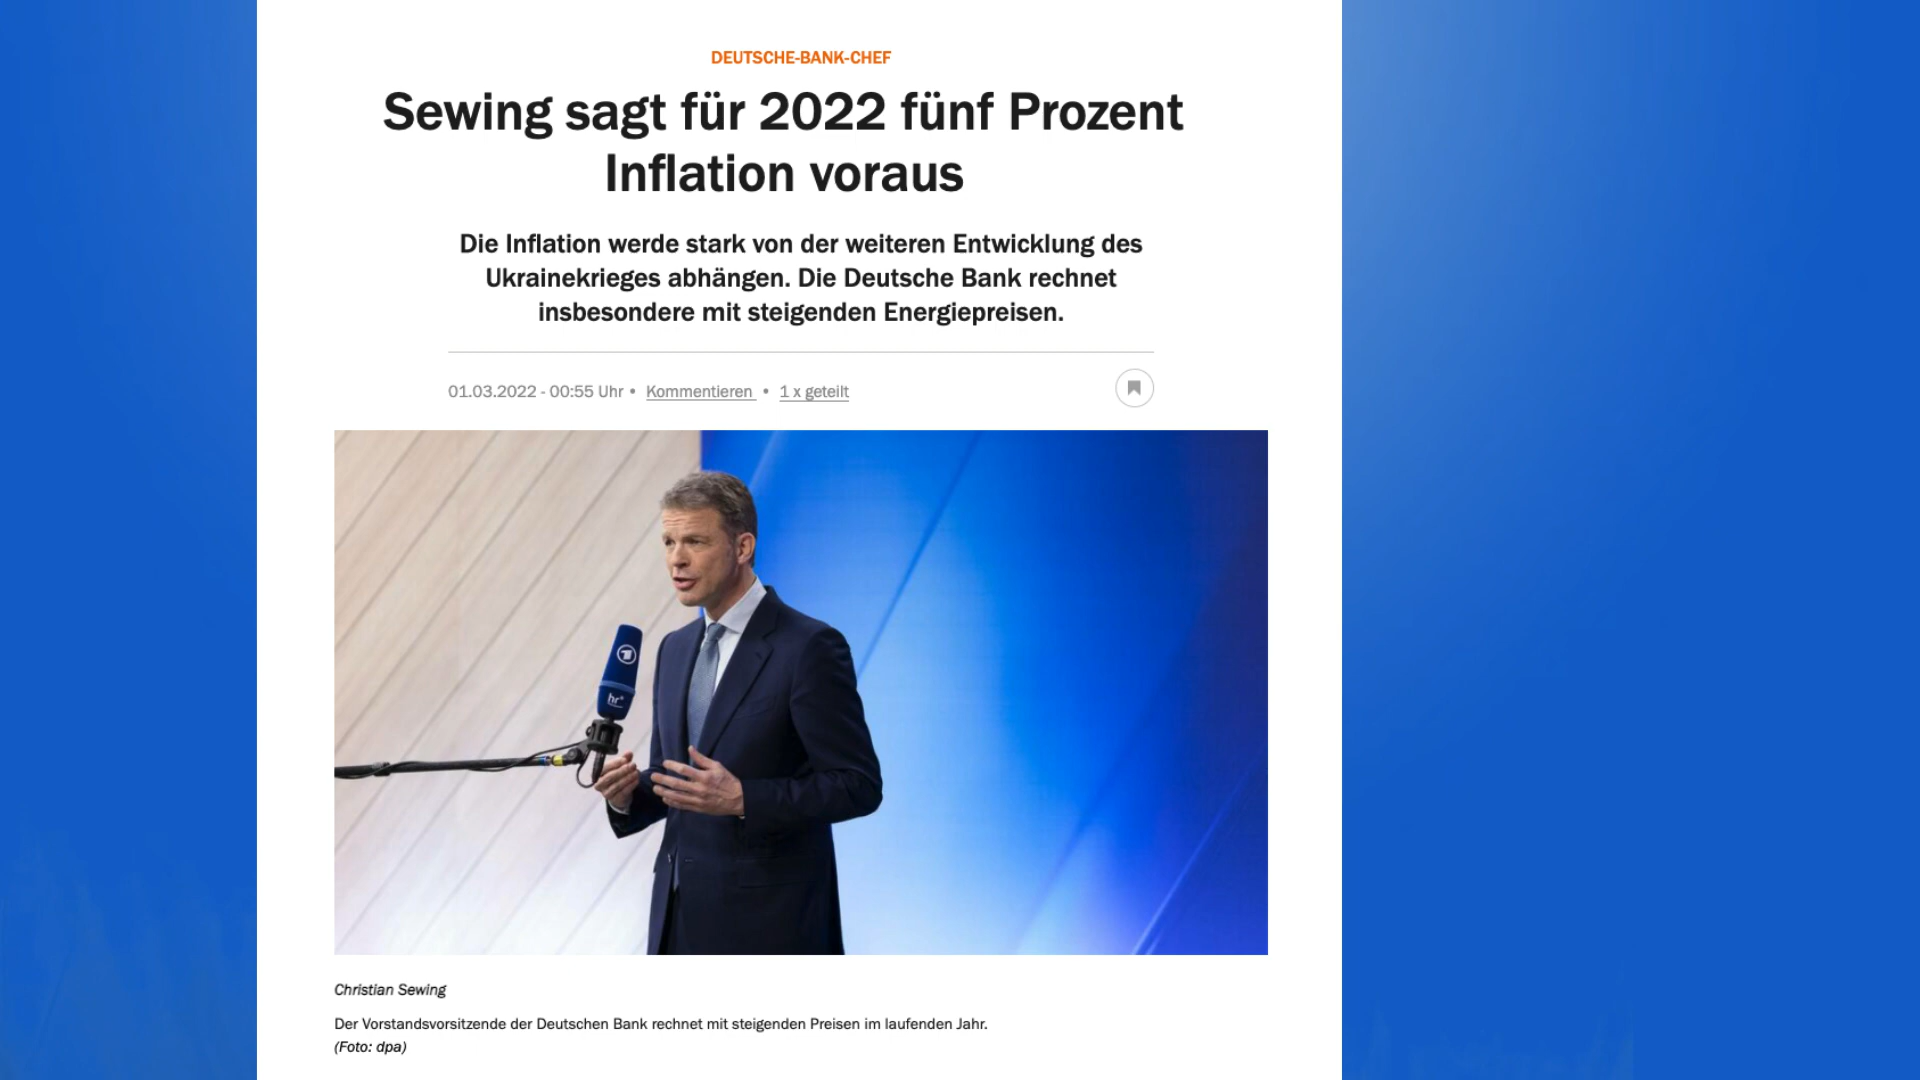 DEUTSCHE-BANK-CHEF
Sewing sagt für 2022 fünf Prozent
Inflation voraus
Die Inflation werde stark von der weiteren Entwicklung des
Ukrainekrieges abhängen. Die Deutsche Bank rechnet
insbesondere mit steigenden Energiepreisen.
01.03.2022 - 00:55 Uhr • Kommentieren • 1 x geteilt
1
hr
Christian Sewing
Der Vorstandsvorsitzende der Deutschen Bank rechnet mit steigenden Preisen im laufenden Jahr.
(Foto: dpa)